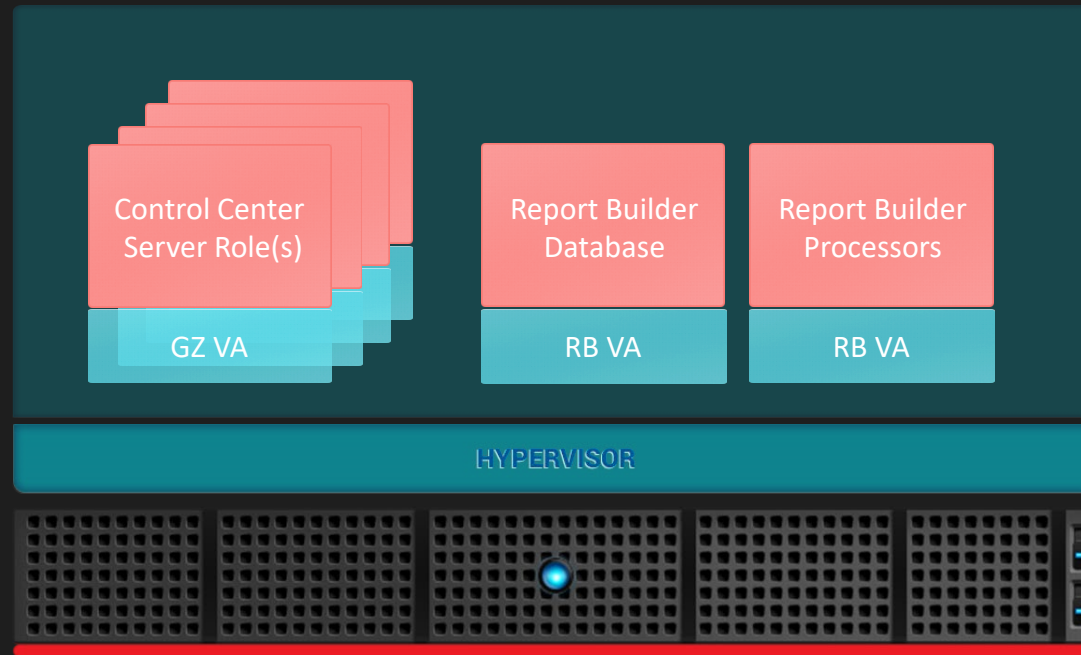 Control Center
Server Role(s)
GZ VA
Report Builder
Database
RB VA
Report Builder
Processors
RB VA
HYPERVISOR